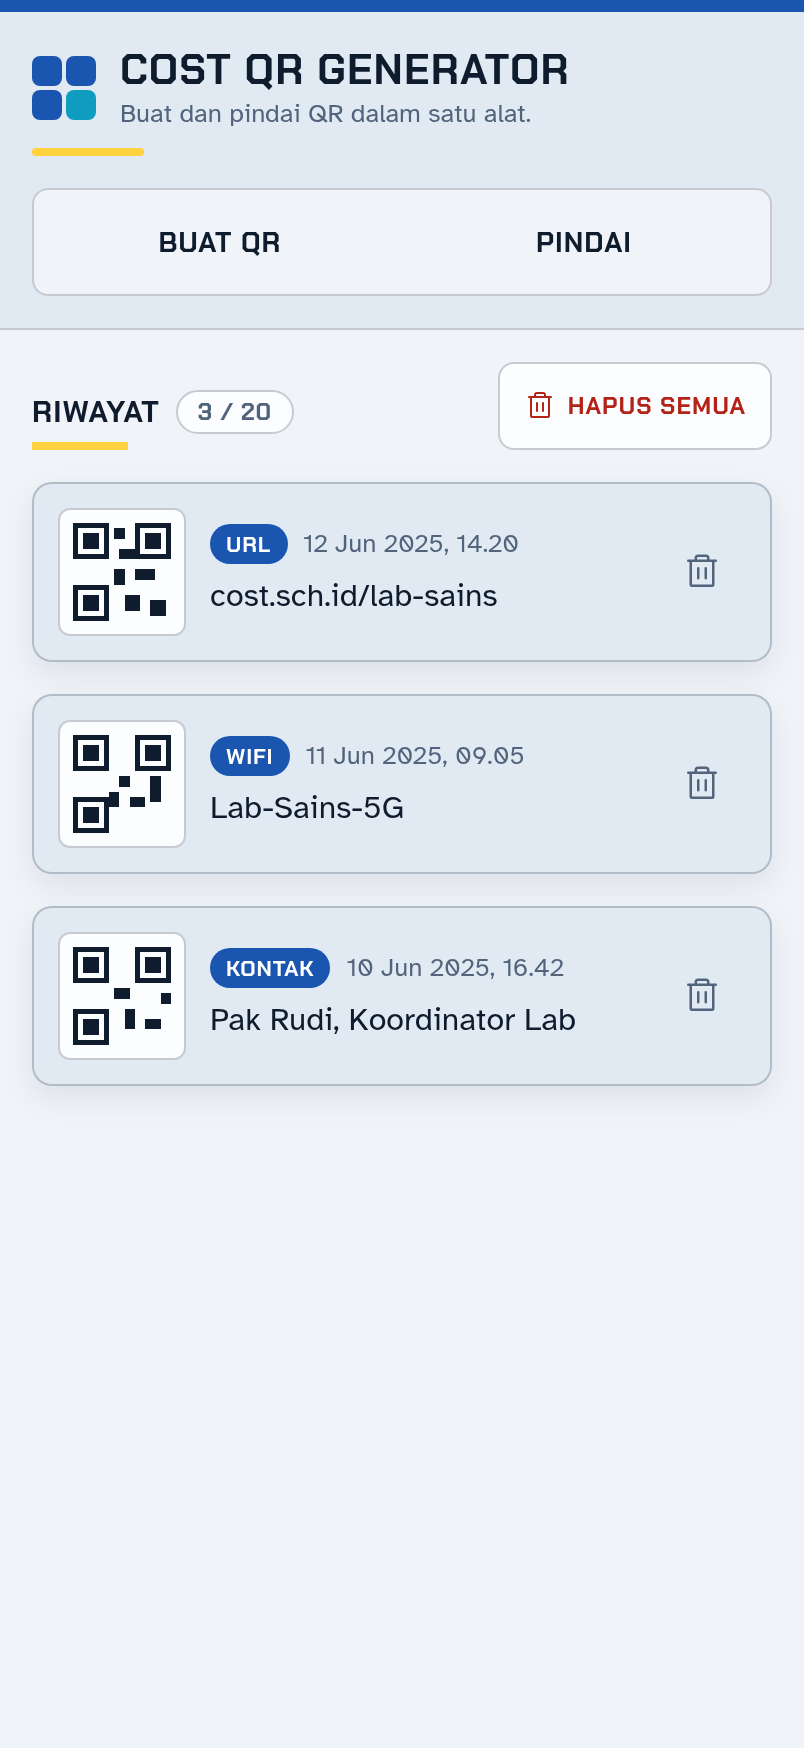 COST QR GENERATOR
Buat dan pindai QR dalam satu alat.
BUAT QR
PINDAI
RIWAYAT
3 / 20
HAPUS SEMUA
URL
12 Jun 2025, 14.20
cost.sch.id/lab-sains
WIFI
11 Jun 2025, 09.05
Lab-Sains-5G
KONTAK
10 Jun 2025, 16.42
Pak Rudi, Koordinator Lab